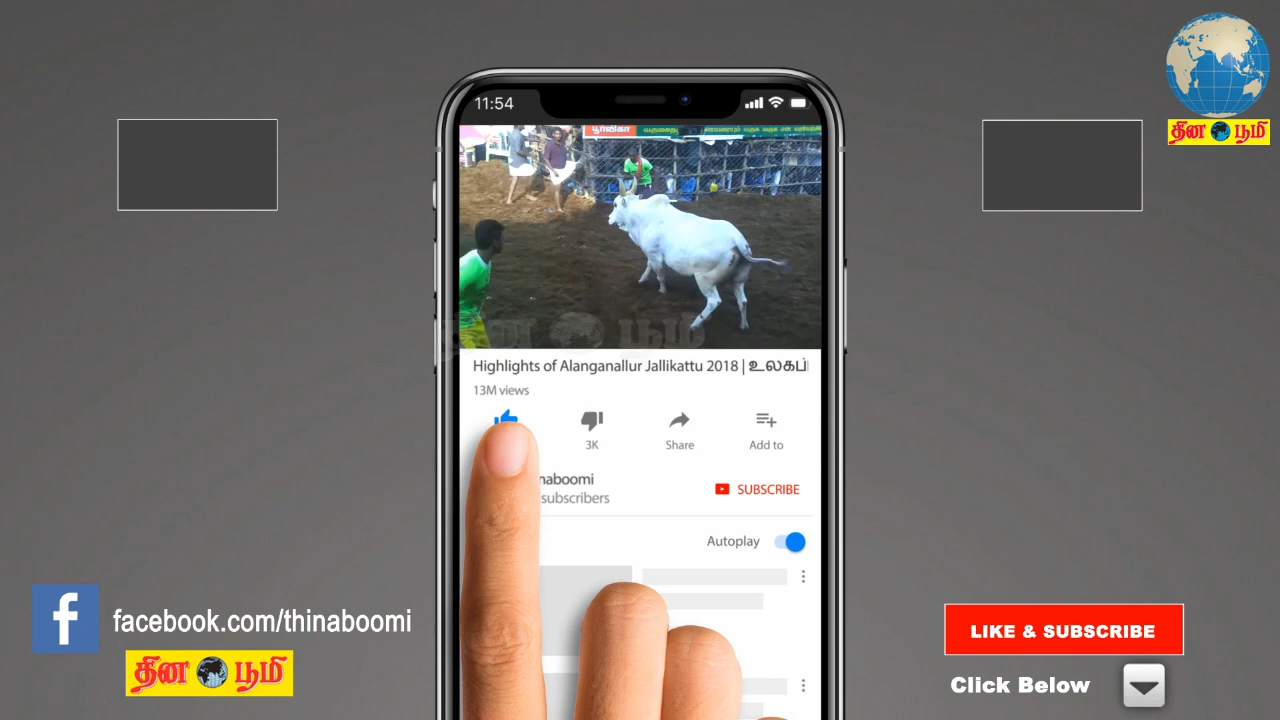 தின பூமி
11:54
பூர்விகா
Highlights of Alanganallur Jallikattu 2018 | உலகப்
13M views
3K
Share
Add to
naboomi
subscribers
SUBSCRIBE
Autoplay
f
facebook.com/thinaboomi
தின பூமி
LIKE & SUBSCRIBE
Click Below
தின பூமி